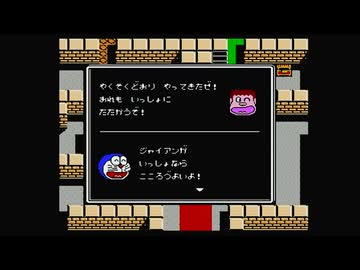 やくそくどおり やってきたぜ!
おれも いっしょに
たたかうぞ!
ジャイアンが
いっしょなら
こころづよいよ!